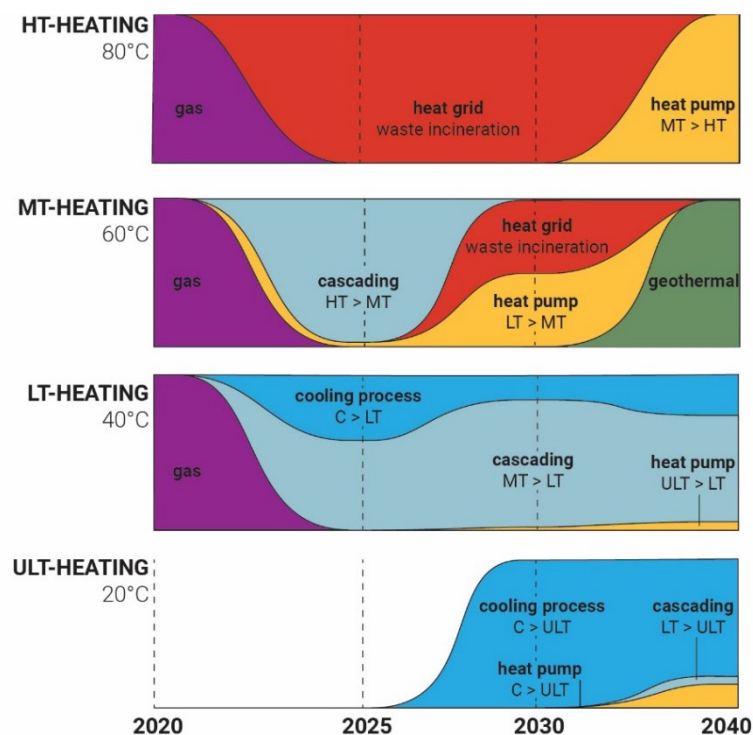 HT-HEATING
80°C
gas
heat grid
waste incineration
heat pump
MT > HT
MT-HEATING
60°C
gas
cascading
HT > MT
heat grid
waste incineration
heat pump
LT > MT
geothermal
LT-HEATING
40°C
gas
cooling process
C > LT
cascading
MT > LT
heat pump
ULT > LT
ULT-HEATING
20°C
cooling process
C > ULT
heat pump
C > ULT
cascading
LT > ULT
2020 2025 2030 2040